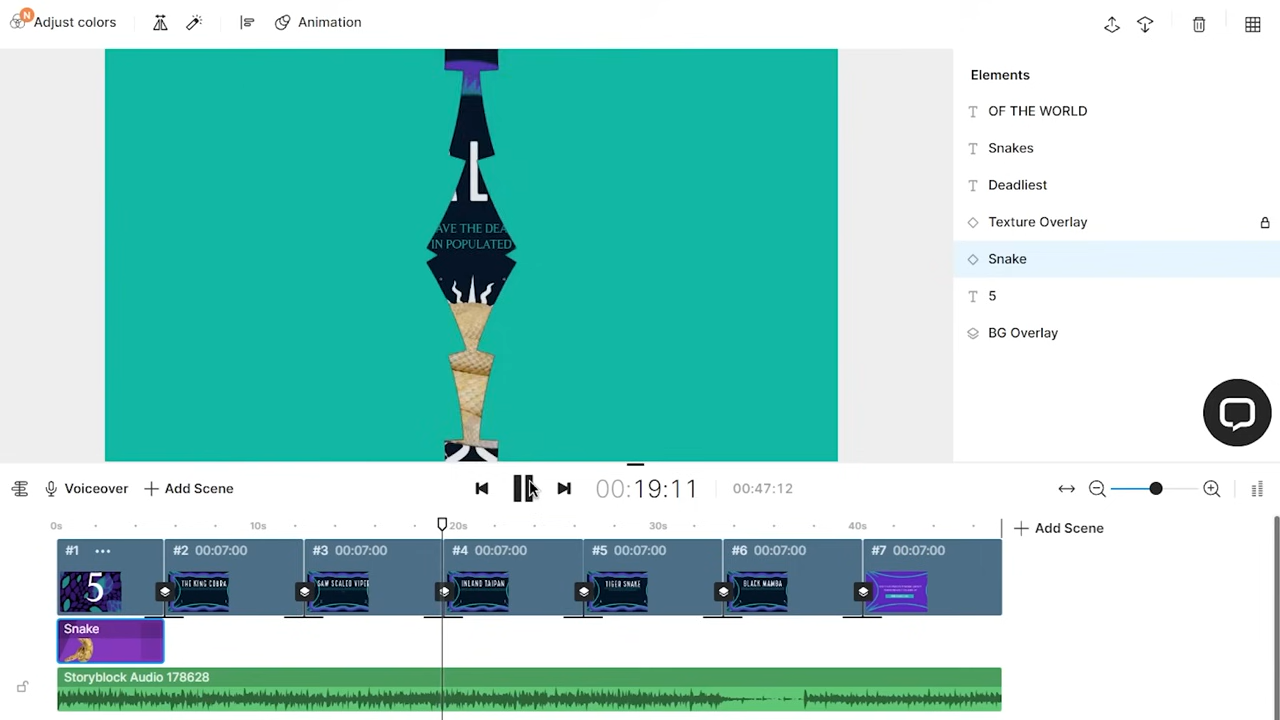 N
Adjust colors
Animation
L
AVE THE DEA
IN POPULATED
Elements
OF THE WORLD
Snakes
Deadliest
Texture Overlay
Snake
5
BG Overlay
Voiceover
Add Scene
00:19:11
00:47:12
0s
10s
20s
30s
40s
Add Scene
#1
#2 00:07:00
#3 00:07:00
#4 00:07:00
#5 00:07:00
#6 00:07:00
#7 00:07:00
5
THE KING COBRA
SAW SCALED VIPER
INLAND TAIPAN
TIGER SNAKE
BLACK MAMBA
Snake
Storyblock Audio 178628